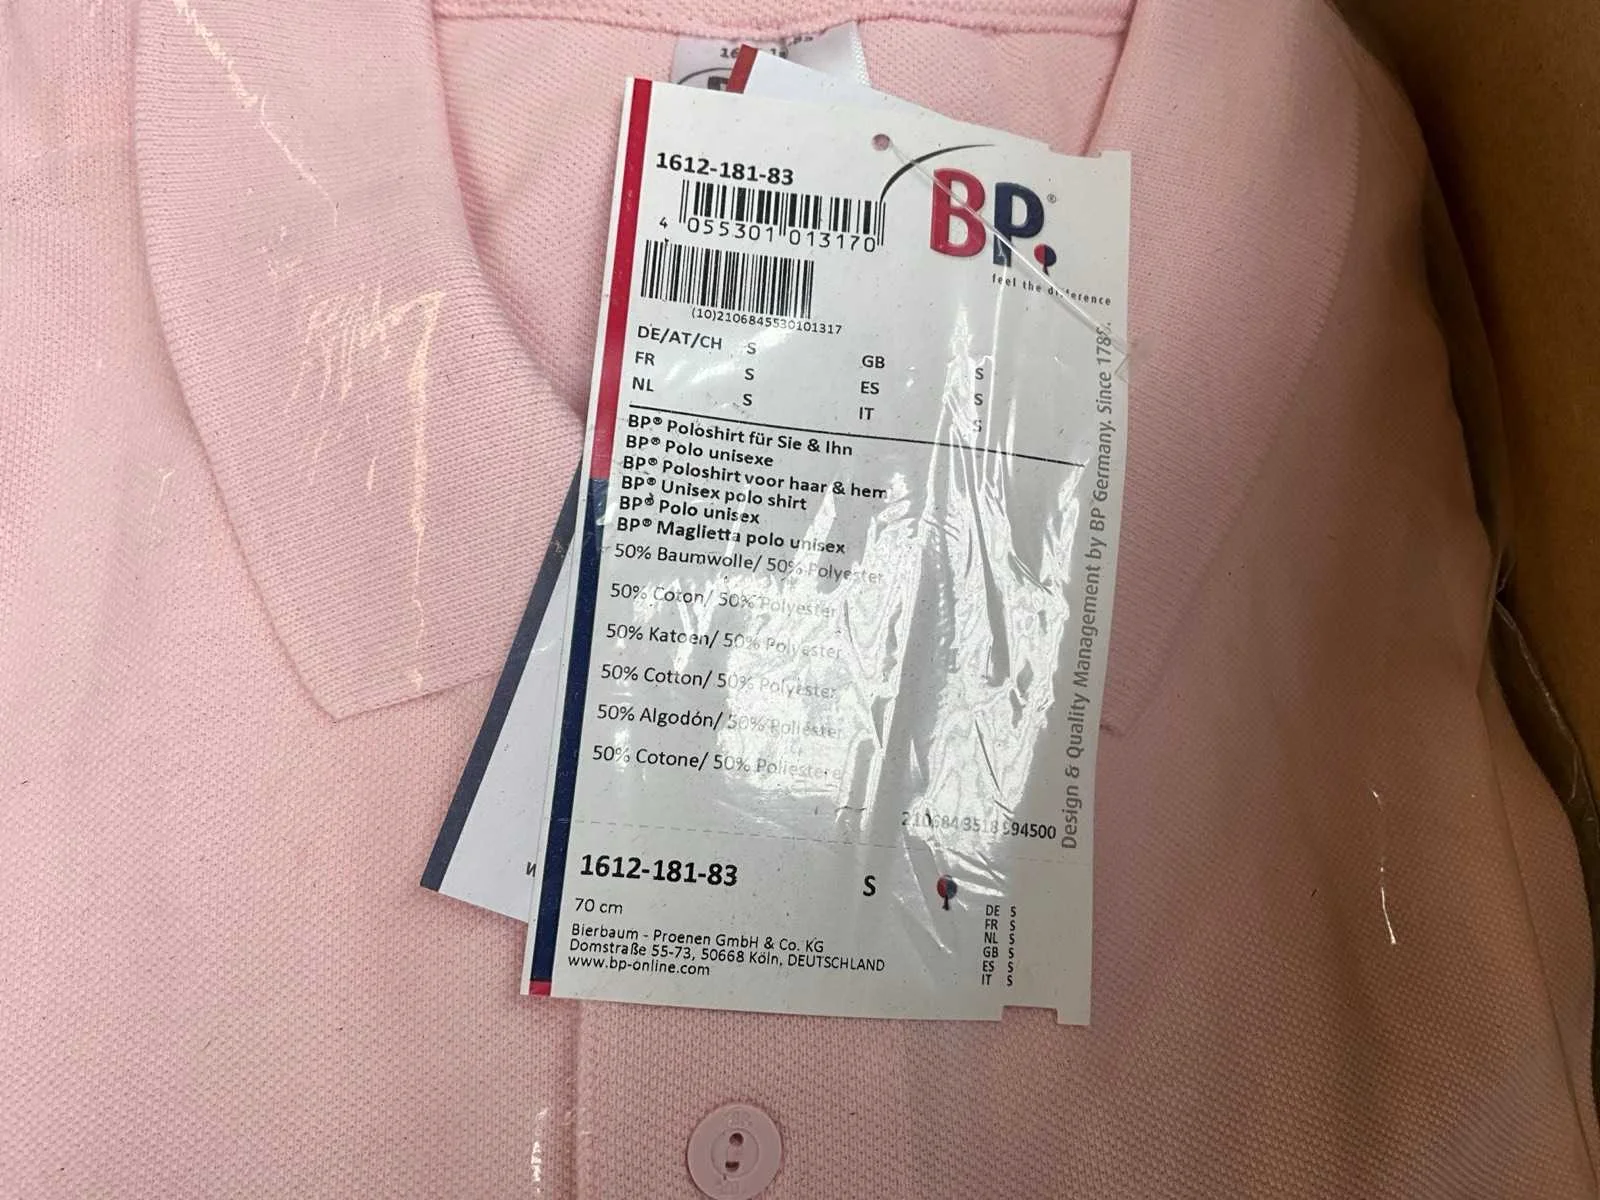 1612-181-83
4 055301 013170
(10)2106845530101317
BP.®
feel the difference
DE/AT/CH S GB S
FR S ES S
NL S IT S
BP® Poloshirt für Sie & Ihn
BP® Polo unisexe
BP® Poloshirt voor haar & hem
BP® Unisex polo shirt
BP® Polo unisex
BP® Maglietta polo unisex
50% Baumwolle/ 50% Polyester
50% Coton/ 50% Polyester
50% Katoen/ 50% Polyester
50% Cotton/ 50% Polyester
50% Algodón/ 50% Poliéster
50% Cotone/ 50% Poliestere
Design & Quality Management by BP Germany. Since 1788.
1612-181-83 S
70 cm
Bierbaum - Proenen GmbH & Co. KG
Domstraße 55-73, 50668 Köln, DEUTSCHLAND
www.bp-online.com
DE S
FR S
NL S
GB S
ES S
IT S